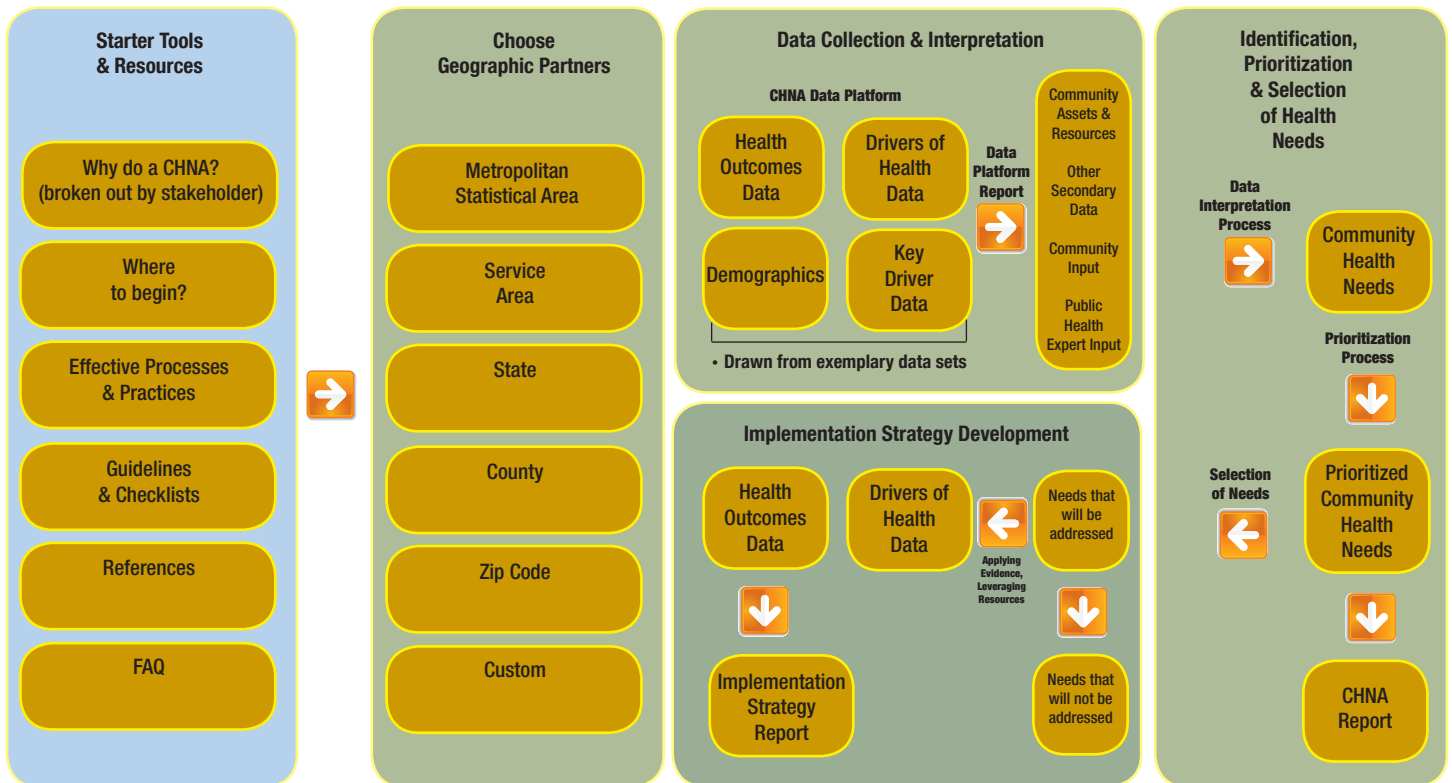 Starter Tools
& Resources
Why do a CHNA?
(broken out by stakeholder)
Where
to begin?
Effective Processes
& Practices
Guidelines
& Checklists
References
FAQ
Choose
Geographic Partners
Metropolitan
Statistical Area
Service
Area
State
County
Zip Code
Custom
Data Collection & Interpretation
CHNA Data Platform
Health
Outcomes
Data
Drivers of
Health
Data
Demographics
Key
Driver
Data
• Drawn from exemplary data sets
Data
Platform
Report
Community
Assets &
Resources
Other
Secondary
Data
Community
Input
Public
Health
Expert Input
Identification,
Prioritization
& Selection
of Health
Needs
Data
Interpretation
Process
Community
Health
Needs
Prioritization
Process
Prioritized
Community
Health
Needs
Selection
of Needs
CHNA
Report
Implementation Strategy Development
Health
Outcomes
Data
Drivers of
Health
Data
Applying
Evidence,
Leveraging
Resources
Needs that
will be
addressed
Implementation
Strategy
Report
Needs that
will not be
addressed